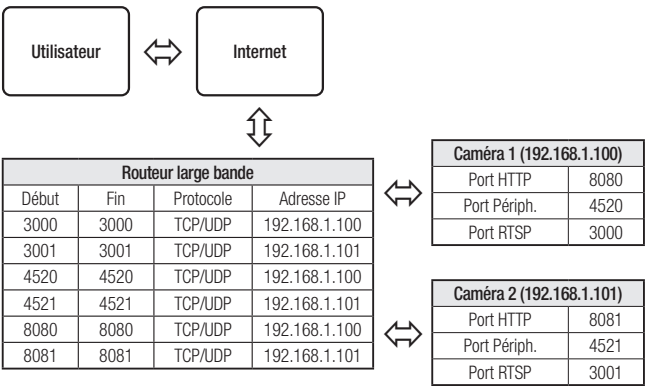 Utilisateur
Internet
Routeur large bande
Début Fin Protocole Adresse IP
3000 3000 TCP/UDP 192.168.1.100
3001 3001 TCP/UDP 192.168.1.101
4520 4520 TCP/UDP 192.168.1.100
4521 4521 TCP/UDP 192.168.1.101
8080 8080 TCP/UDP 192.168.1.100
8081 8081 TCP/UDP 192.168.1.101
Caméra 1 (192.168.1.100)
Port HTTP 8080
Port Périph. 4520
Port RTSP 3000
Caméra 2 (192.168.1.101)
Port HTTP 8081
Port Périph. 4521
Port RTSP 3001